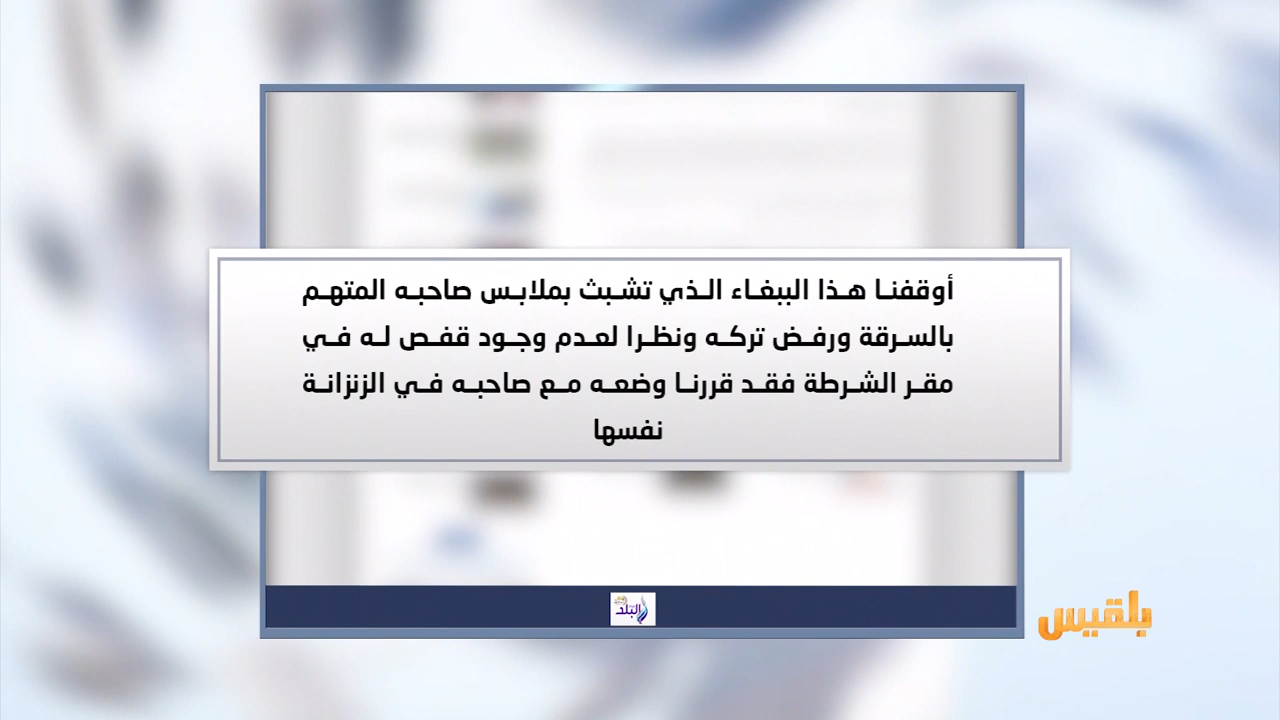 أوقفنا هذا الببغاء الذي تشبث بملابس صاحبه المتهم
بالسرقة ورفض تركه ونظرا لعدم وجود قفص له في
مقر الشرطة فقد قررنا وضعه مع صاحبه في الزنزانة
نفسها
البلد
بلقيس